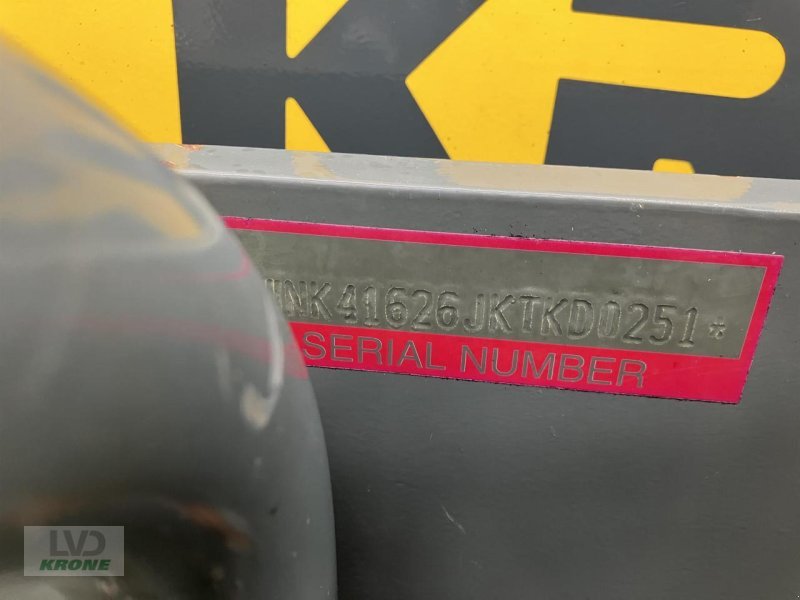 NK41626JKTKD0251*
SERIAL NUMBER
LVD
KRONE